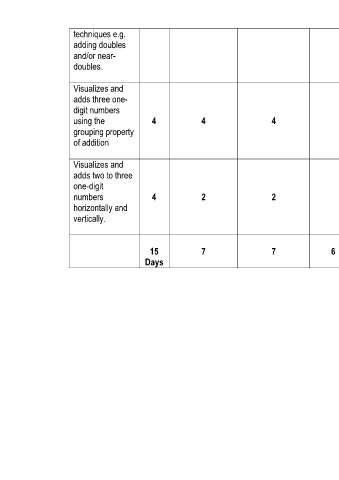 techniques e.g.
adding doubles
and/or near-
doubles.
Visualizes and
adds three one-
digit numbers
using the
grouping property
of addition
4 4 4
Visualizes and
adds two to three
one-digit
numbers
horizontally and
vertically.
4 2 2
15 7 7 6
Days